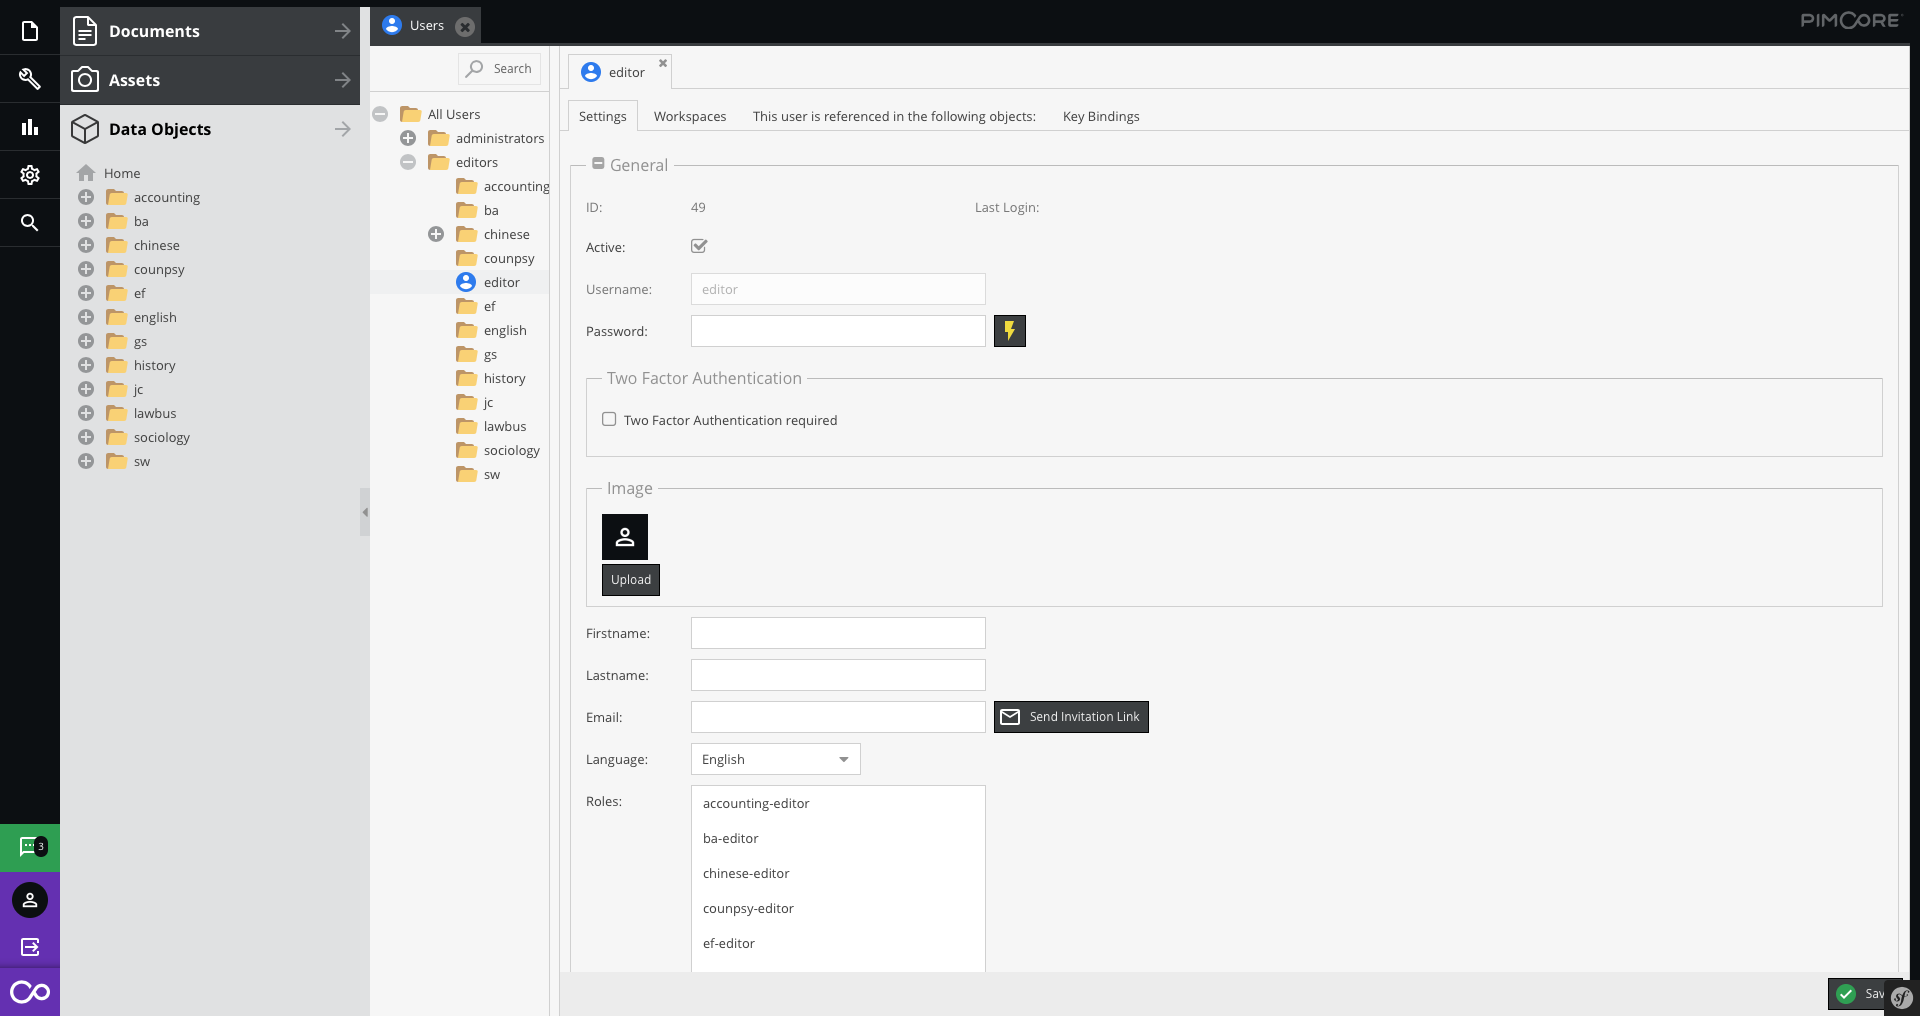 Documents
Assets
Data Objects
Home
accounting
ba
chinese
counpsy
ef
english
gs
history
jc
lawbus
sociology
sw
3
Users
PIMCORE
Search
All Users
administrators
editors
accounting
ba
chinese
counpsy
editor
ef
english
gs
history
jc
lawbus
sociology
sw
editor
Settings Workspaces This user is referenced in the following objects: Key Bindings
General
ID: 49 Last Login:
Active:
Username: editor
Password:
Two Factor Authentication
Two Factor Authentication required
Image
Upload
Firstname:
Lastname:
Email: Send Invitation Link
Language: English
Roles: accounting-editor
ba-editor
chinese-editor
counpsy-editor
ef-editor
Sav
sf